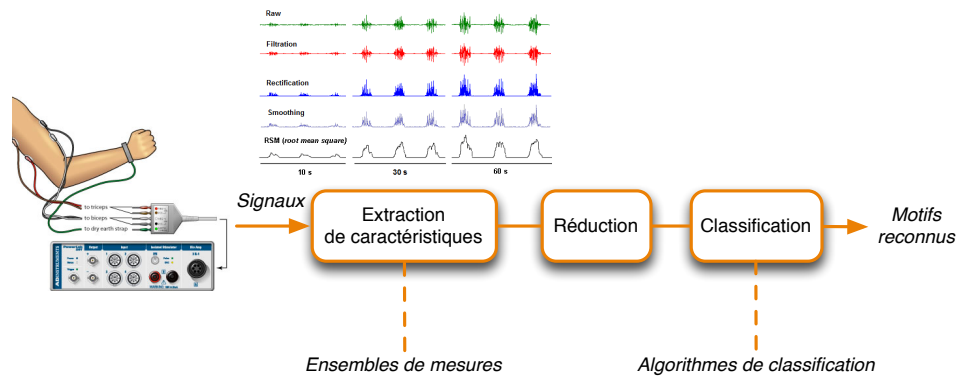 Raw
Filtration
Rectification
Smoothing
RSM (root mean square)
10 s
30 s
60 s
to triceps
to biceps
to dry earth strap
Signaux
Extraction
de caractéristiques
Réduction
Classification
Motifs
reconnus
Ensembles de mesures
Algorithmes de classification